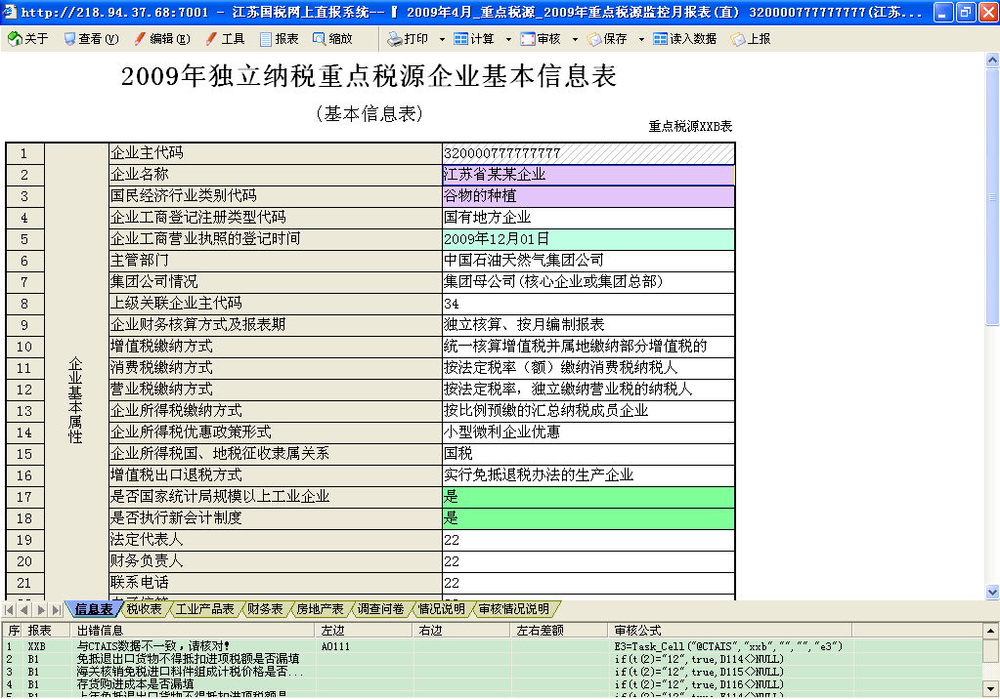 http://218.94.37.68:7001 - 江苏国税网上直报系统--『 2009年4月_重点税源_2009年重点税源监控月报表(直) 320000777777777(江苏...
关于 查看(V) 编辑(E) 工具 报表 缩放 打印 计算 审核 保存 读入数据 上报
2009年独立纳税重点税源企业基本信息表
(基本信息表)
重点税源XXB表
企业基本属性
1 企业主代码 320000777777777
2 企业名称 江苏省某某企业
3 国民经济行业类别代码 谷物的种植
4 企业工商登记注册类型代码 国有地方企业
5 企业工商营业执照的登记时间 2009年12月01日
6 主管部门 中国石油天然气集团公司
7 集团公司情况 集团母公司(核心企业或集团总部)
8 上级关联企业主代码 34
9 企业财务核算方式及报表期 独立核算、按月编制报表
10 增值税缴纳方式 统一核算增值税并属地缴纳部分增值税的
11 消费税缴纳方式 按法定税率（额）缴纳消费税纳税人
12 营业税缴纳方式 按法定税率，独立缴纳营业税的纳税人
13 企业所得税缴纳方式 按比例预缴的汇总纳税成员企业
14 企业所得税优惠政策形式 小型微利企业优惠
15 企业所得税国、地税征收隶属关系 国税
16 增值税出口退税方式 实行免抵退税办法的生产企业
17 是否国家统计局规模以上工业企业 是
18 是否执行新会计制度 是
19 法定代表人 22
20 财务负责人 22
21 联系电话 22
信息表 税收表 工业产品表 财务表 房地产表 调查问卷 情况说明 审核情况说明
序 报表 出错信息 左边 右边 左右差额 审核公式
1 XXB 与CTAIS数据不一致，请核对! A0111 E3=Task_Cell("@CTAIS","xxb","","","e3")
2 B1 免抵退出口货物不得抵扣进项税额是否漏填 if(t(2)="12",true,D114<>NULL)
3 B1 海关核销免税进口料件组成计税价格是否... if(t(2)="12",true,D115<>NULL)
4 B1 存货购进成本是否漏填 if(t(2)="12",true,D116<>NULL)
5 B1 上年免抵退出口货物不得抵扣进项税额是 if(t(2)="12",true,E114<>NULL)